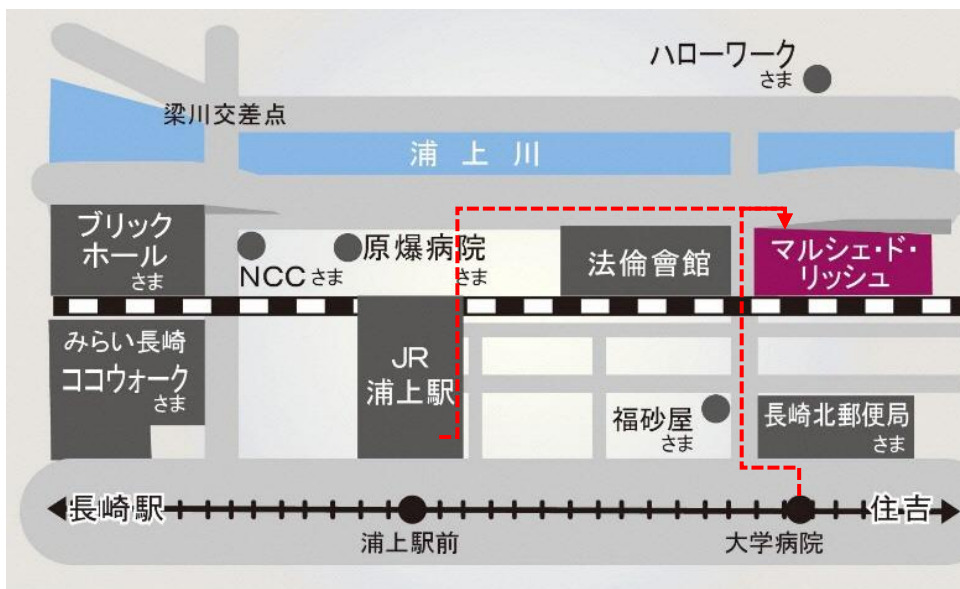 ハローワーク
さま
梁川交差点
浦上川
ブリック
ホール
さま
NCCさま
原爆病院
さま
法倫會館
マルシェ・ド・
リッシュ
みらい長崎
ココウォーク
さま
JR
浦上駅
福砂屋
さま
長崎北郵便局
さま
長崎駅
住吉
浦上駅前
大学病院